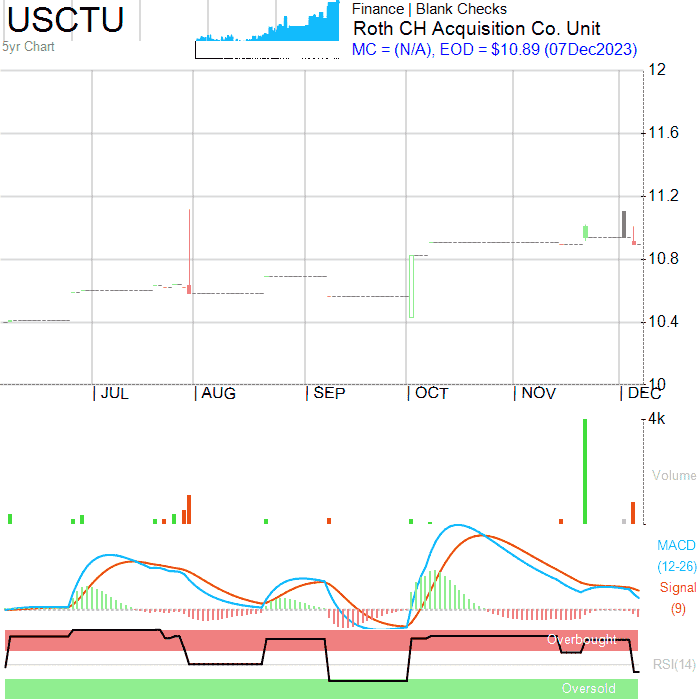 USCTU
5yr Chart
Finance | Blank Checks
Roth CH Acquisition Co. Unit
MC = (N/A), EOD = $10.89 (07Dec2023)
12
11.6
11.2
10.8
10.4
10
JUL
AUG
SEP
OCT
NOV
DEC
4k
Volume
MACD
(12-26)
Signal
(9)
Overbought
RSI(14)
Oversold